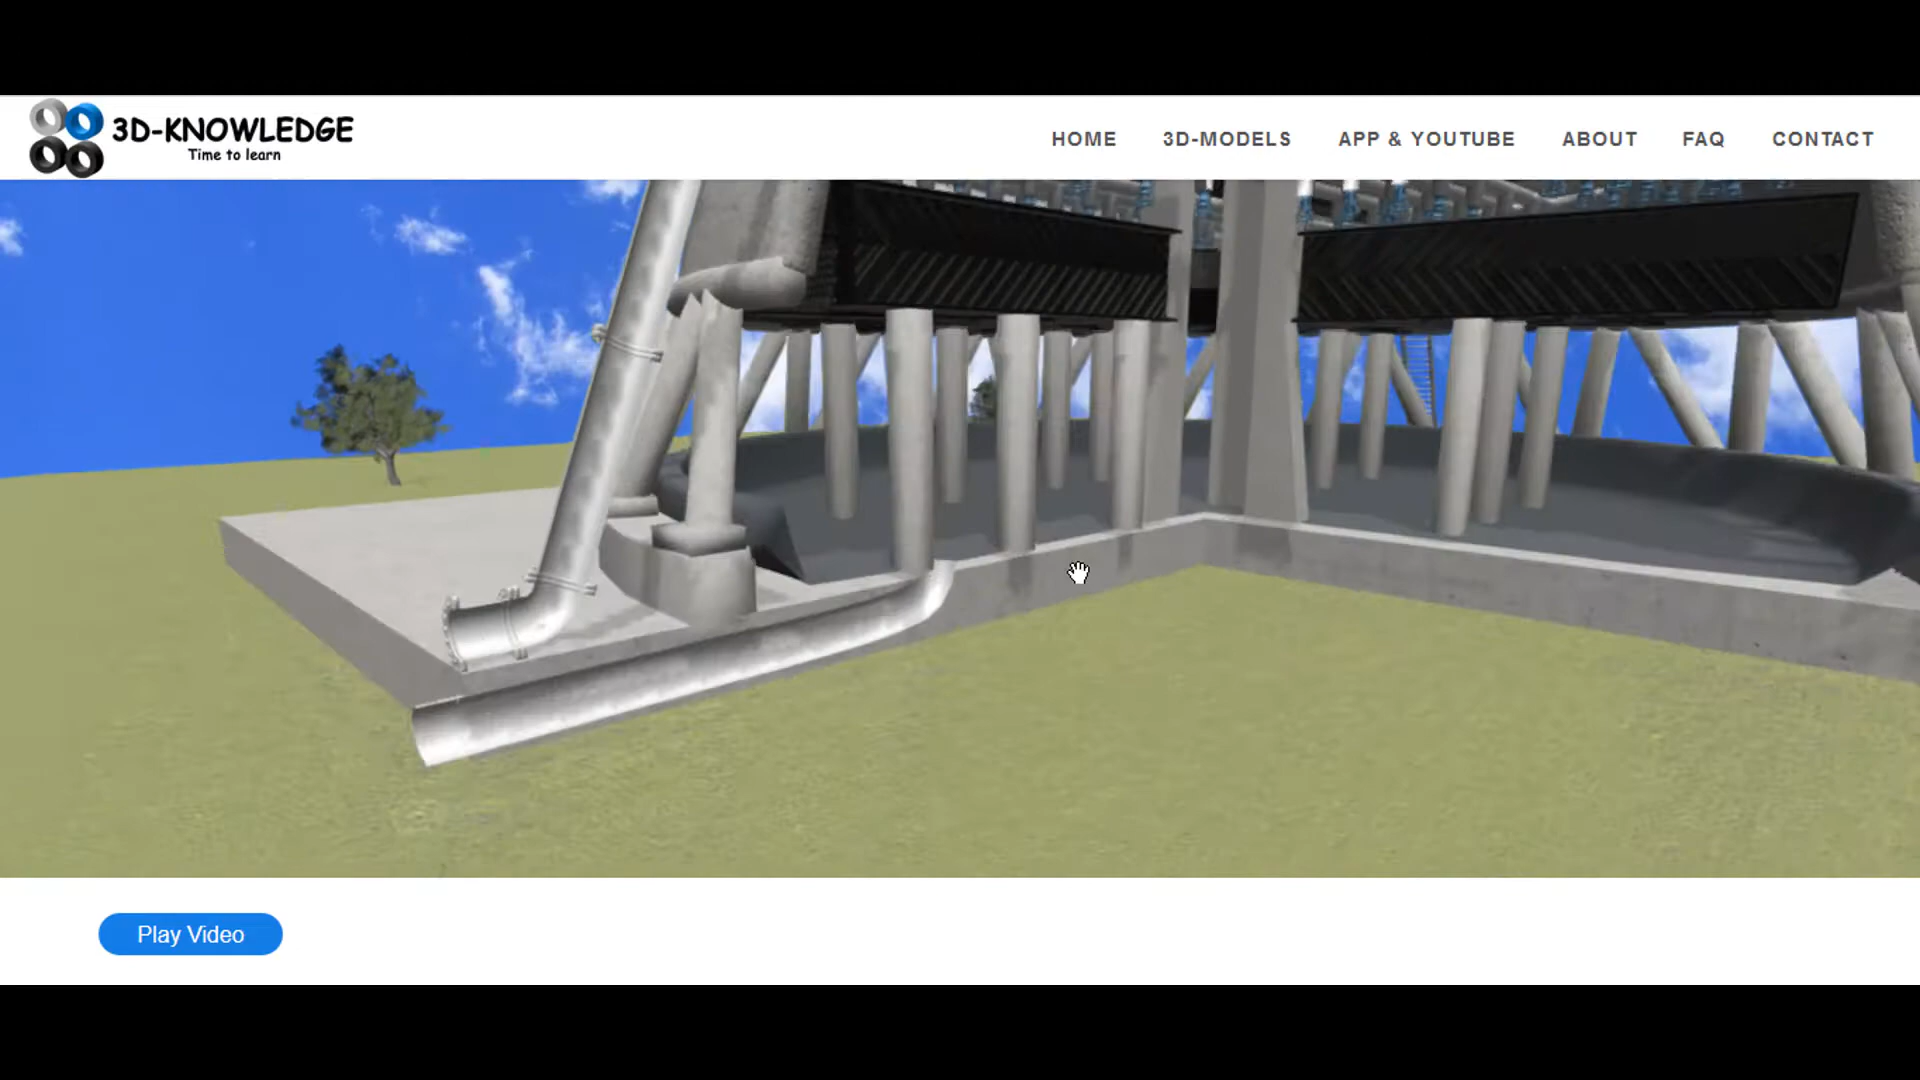 3D-KNOWLEDGE
Time to learn
HOME 3D-MODELS APP & YOUTUBE ABOUT FAQ CONTACT
Play Video